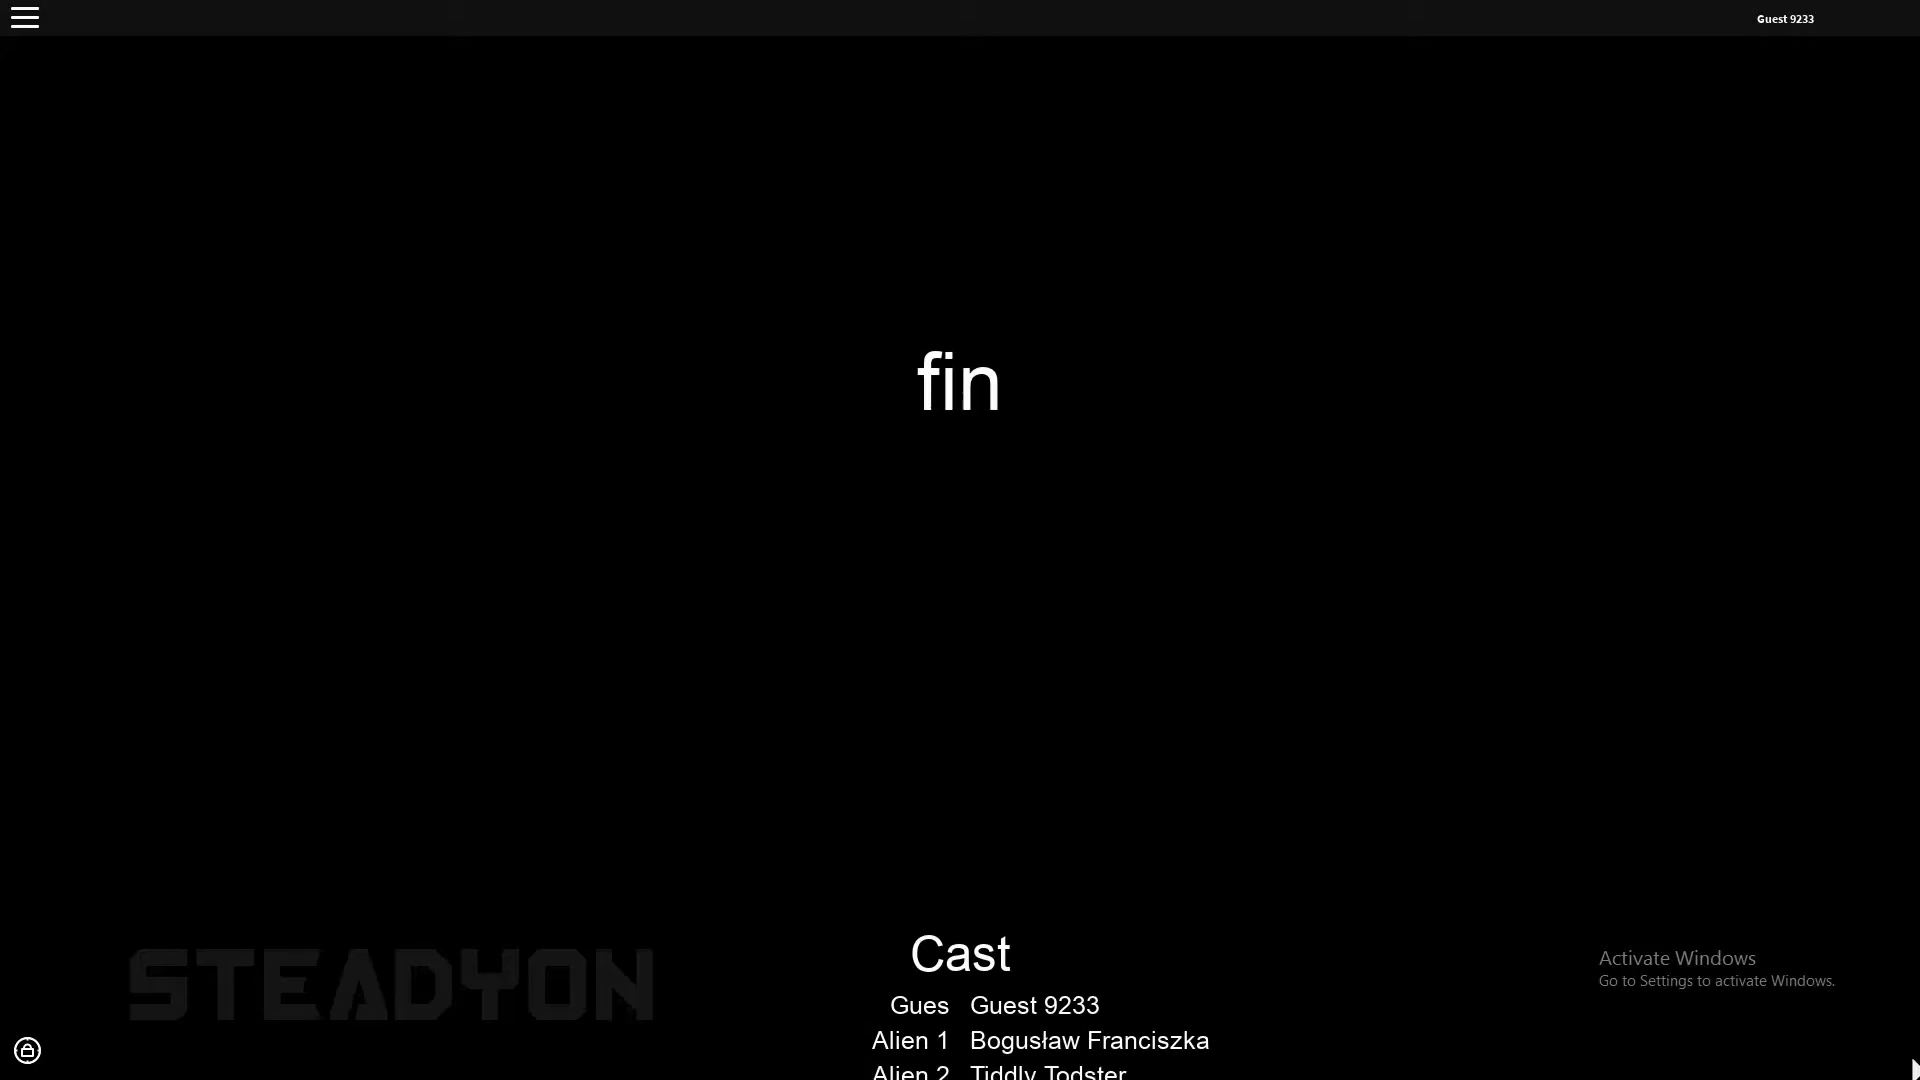 Guest 9233
fin
Cast
Gues Guest 9233
Alien 1 Bogusław Franciszka
Alien 2 Tiddly Todster
STEADYON
Activate Windows
Go to Settings to activate Windows.